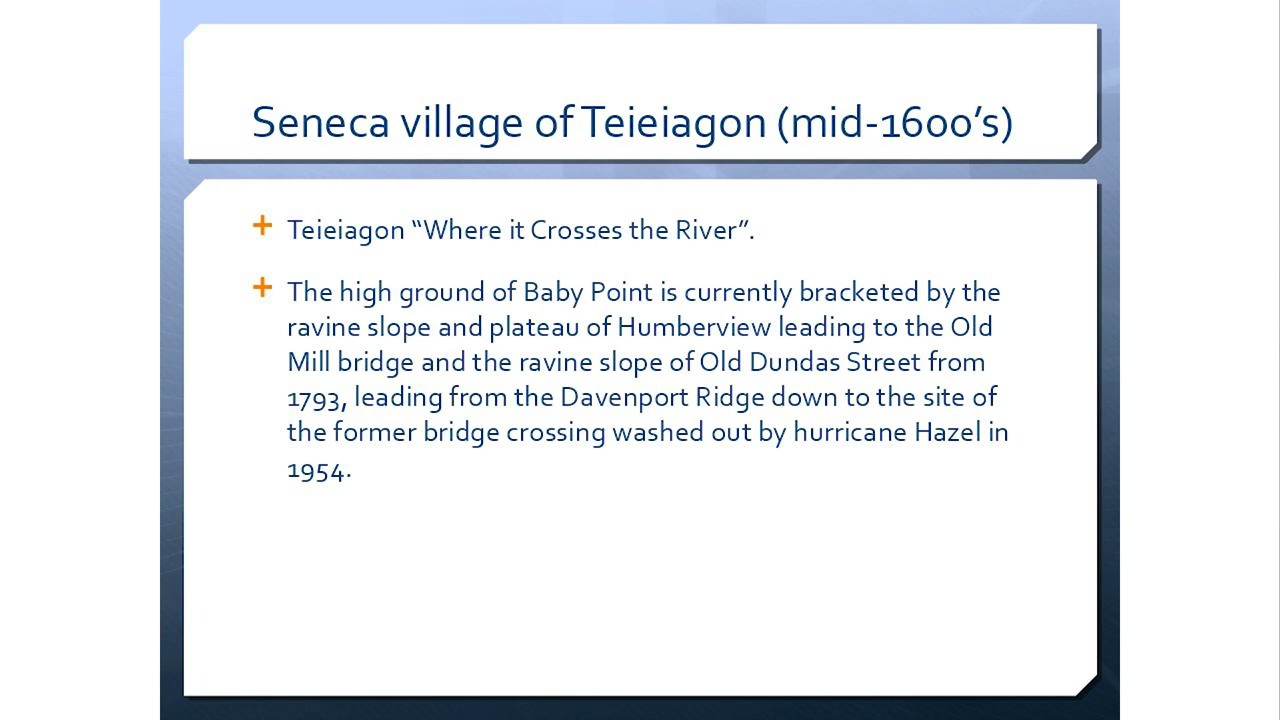 Seneca village of Teieiagon (mid-1600’s)
Teieiagon “Where it Crosses the River”.
The high ground of Baby Point is currently bracketed by the
ravine slope and plateau of Humberview leading to the Old
Mill bridge and the ravine slope of Old Dundas Street from
1793, leading from the Davenport Ridge down to the site of
the former bridge crossing washed out by hurricane Hazel in
1954.